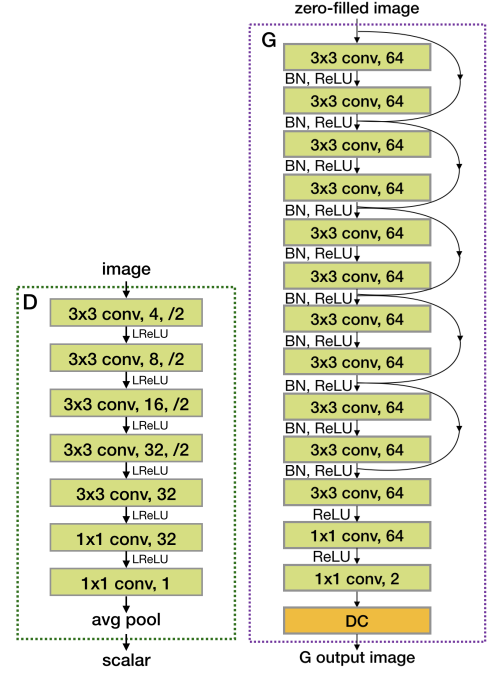 zero-filled image
G
3x3 conv, 64
BN, ReLU
3x3 conv, 64
BN, ReLU
3x3 conv, 64
BN, ReLU
3x3 conv, 64
BN, ReLU
3x3 conv, 64
BN, ReLU
3x3 conv, 64
BN, ReLU
3x3 conv, 64
BN, ReLU
3x3 conv, 64
BN, ReLU
3x3 conv, 64
BN, ReLU
3x3 conv, 64
BN, ReLU
3x3 conv, 64
ReLU
1x1 conv, 64
ReLU
1x1 conv, 2
DC
G output image
image
D
3x3 conv, 4, /2
LReLU
3x3 conv, 8, /2
LReLU
3x3 conv, 16, /2
LReLU
3x3 conv, 32, /2
LReLU
3x3 conv, 32
LReLU
1x1 conv, 32
LReLU
1x1 conv, 1
avg pool
scalar